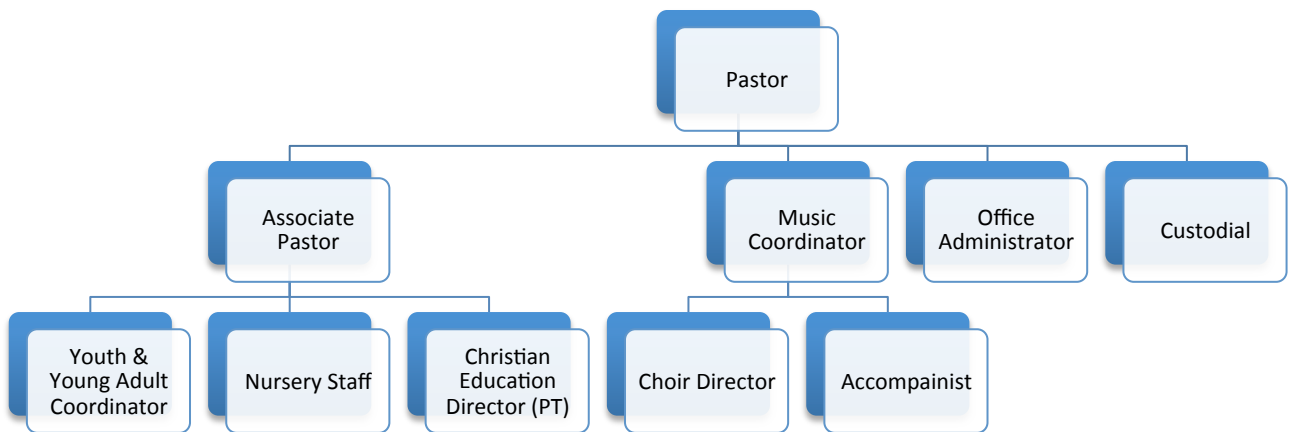 Pastor
Associate
Pastor
Music
Coordinator
Office
Administrator
Custodial
Youth &
Young Adult
Coordinator
Nursery Staff
Christian
Education
Director (PT)
Choir Director
Accompainist